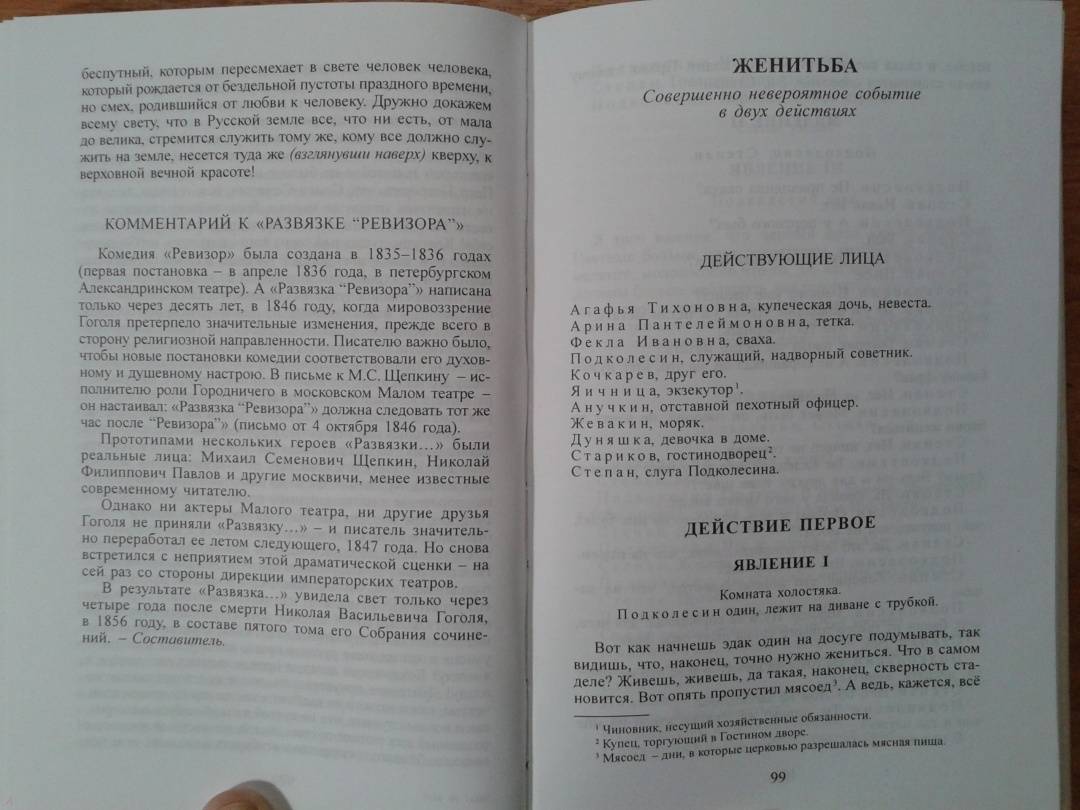 беспутный, которым пересмехает в свете человек человека,
который рождается от бездельной пустоты праздного времени,
но смех, родившийся от любви к человеку. Дружно докажем
всему свету, что в Русской земле все, что ни есть, от мала
до велика, стремится служить тому же, кому все должно слу-
жить на земле, несется туда же (взглянувши наверх) кверху, к
верховной вечной красоте!
КОММЕНТАРИЙ К «РАЗВЯЗКЕ “РЕВИЗОРА”»
Комедия «Ревизор» была создана в 1835–1836 годах
(первая постановка – в апреле 1836 года, в петербургском
Александринском театре). А «Развязка “Ревизора”» написана
только через десять лет, в 1846 году, когда мировоззрение
Гоголя претерпело значительные изменения, прежде всего в
сторону религиозной направленности. Писателю важно было,
чтобы новые постановки комедии соответствовали его духов-
ному и душевному настрою. В письме к М.С. Щепкину – ис-
полнителю роли Городничего в московском Малом театре –
он настаивал: «Развязка “Ревизора”» должна следовать тот же
час после “Ревизора”» (письмо от 4 октября 1846 года).
Прототипами нескольких героев «Развязки...» были
реальные лица: Михаил Семенович Щепкин, Николай
Филиппович Павлов и другие москвичи, менее известные
современному читателю.
Однако ни актеры Малого театра, ни другие друзья
Гоголя не приняли «Развязку...» – и писатель значитель-
но переработал ее летом следующего, 1847 года. Но снова
встретился с неприятием этой драматической сценки – на
сей раз со стороны дирекции императорских театров.
В результате «Развязка...» увидела свет только через
четыре года после смерти Николая Васильевича Гоголя,
в 1856 году, в составе пятого тома его Собрания сочине-
ний. – Составитель.
ЖЕНИТЬБА
Совершенно невероятное событие
в двух действиях
ДЕЙСТВУЮЩИЕ ЛИЦА
Агафья Тихоновна, купеческая дочь, невеста.
Арина Пантелеймоновна, тетка.
Фекла Ивановна, сваха.
Подколесин, служащий, надворный советник.
Кочкарев, друг его.
Яичница, экзекутор¹.
Анучкин, отставной пехотный офицер.
Жевакин, моряк.
Дуняшка, девочка в доме.
Стариков, гостинодворец².
Степан, слуга Подколесина.
ДЕЙСТВИЕ ПЕРВОЕ
ЯВЛЕНИЕ I
Комната холостяка.
Подколесин один, лежит на диване с трубкой.
Вот как начнешь эдак один на досуге подумывать, так
видишь, что, наконец, точно нужно жениться. Что в самом
деле? Живешь, живешь, да такая, наконец, скверность ста-
новится. Вот опять пропустил мясоед³. А ведь, кажется, всё
¹ Чиновник, несущий хозяйственные обязанности.
² Купец, торгующий в Гостином дворе.
³ Мясоед – дни, в которые церковью разрешалась мясная пища.
99